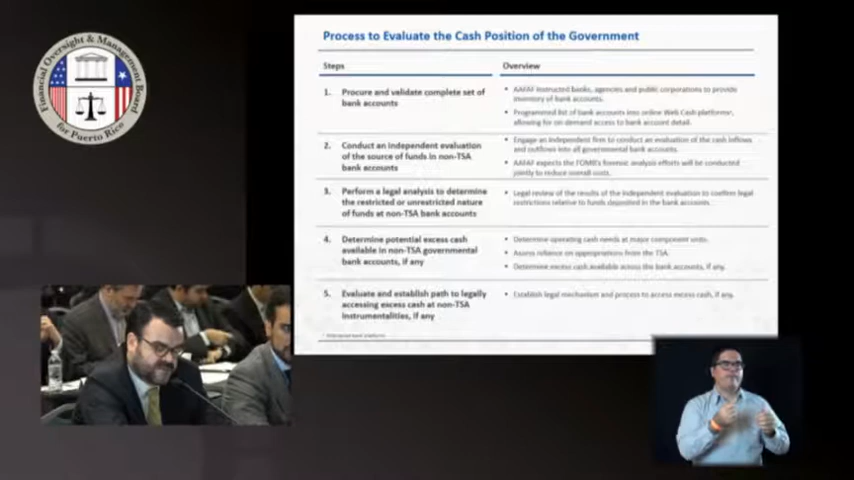 Financial Oversight & Management Board
for Puerto Rico
Process to Evaluate the Cash Position of the Government
Steps
Overview
1. Procure and validate complete set of
bank accounts
• AAFAF instructed banks, agencies and public corporations to provide
inventory of bank accounts.
• Programmed list of bank accounts into online Web Cash platforms¹,
allowing for on-demand access to bank account detail.
2. Conduct an independent evaluation
of the source of funds in non-TSA
bank accounts
• Engage an independent firm to conduct an evaluation of the cash inflows
and outflows into all governmental bank accounts.
• AAFAF expects the FOMB's forensic analysis efforts will be conducted
jointly to reduce overall costs.
3. Perform a legal analysis to determine
the restricted or unrestricted nature
of funds at non-TSA bank accounts
• Legal review of the results of the independent evaluation to confirm legal
restrictions relative to funds deposited in the bank accounts.
4. Determine potential excess cash
available in non-TSA governmental
bank accounts, if any
• Determine operating cash needs at major component units.
• Assess reliance on appropriations from the TSA.
• Determine excess cash available across the bank accounts, if any.
5. Evaluate and establish path to legally
accessing excess cash at non-TSA
instrumentalities, if any
• Establish legal mechanism and process to access excess cash, if any.